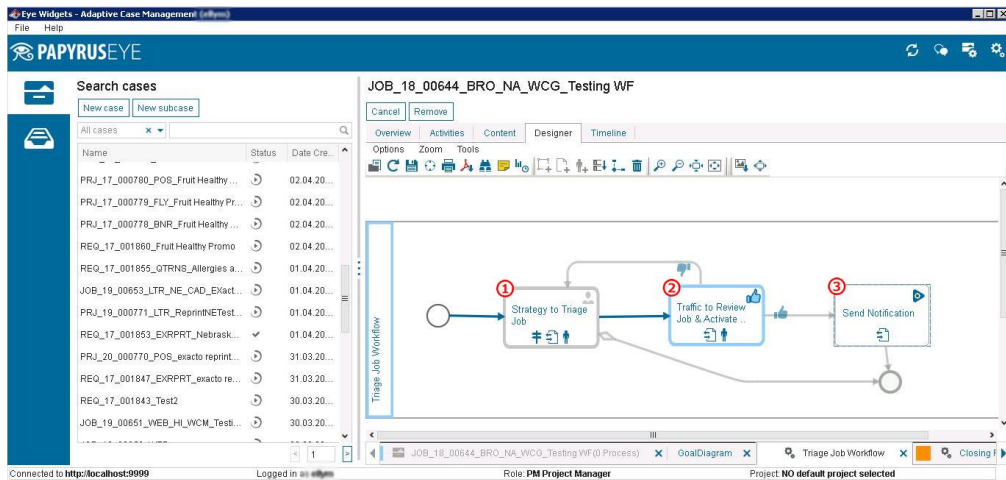 Eye Widgets - Adaptive Case Management
File Help
PAPYRUSEYE
Search cases
New case New subcase
All cases
Name Status Date Cre...
PRJ_17_000780_POS_Fruit Healthy ... 02.04.20...
PRJ_17_000779_FLY_Fruit Healthy Pr... 02.04.20...
PRJ_17_000778_BNR_Fruit Healthy ... 02.04.20...
REQ_17_001860_Fruit Healthy Promo 02.04.20...
REQ_17_001855_QTRNS_Allergies a... 01.04.20...
JOB_19_00653_LTR_NE_CAD_EXact... 01.04.20...
PRJ_19_000771_LTR_ReprintNETest... 01.04.20...
REQ_17_001853_EXRPRT_Nebrask... 01.04.20...
PRJ_20_000770_POS_exacto reprint... 31.03.20...
REQ_17_001847_EXRPRT_exacto re... 31.03.20...
REQ_17_001843_Test2 30.03.20...
JOB_19_00651_WEB_HI_WCM_Testi... 30.03.20...
1
JOB_18_00644_BRO_NA_WCG_Testing WF
Cancel Remove
Overview Activities Content Designer Timeline
Options Zoom Tools
Triage Job Workflow
1
Strategy to Triage
Job
2
Traffic to Review
Job & Activate ...
3
Send Notification
JOB_18_00644_BRO_NA_WCG_Testing WF(0 Process) X GoalDiagram X Triage Job Workflow X Closing
Connected to http://localhost:9999 Logged in as Role: PM Project Manager Project: NO default project selected